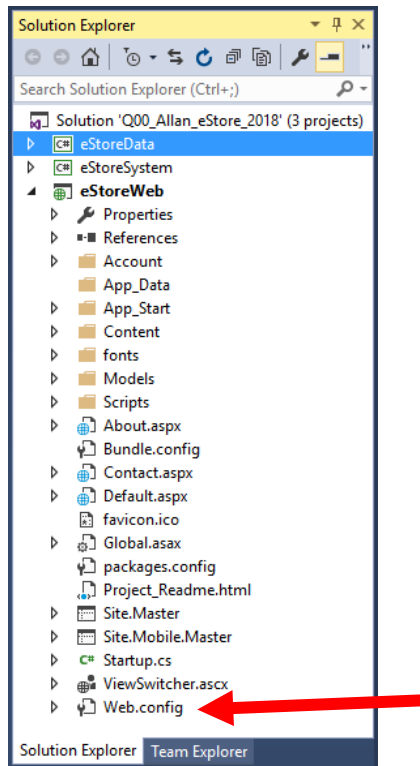 Solution Explorer
Search Solution Explorer (Ctrl+;)
Solution 'Q00_Allan_eStore_2018' (3 projects)
C# eStoreData
C# eStoreSystem
eStoreWeb
Properties
References
Account
App_Data
App_Start
Content
fonts
Models
Scripts
About.aspx
Bundle.config
Contact.aspx
Default.aspx
favicon.ico
Global.asax
packages.config
Project_Readme.html
Site.Master
Site.Mobile.Master
C# Startup.cs
ViewSwitcher.ascx
Web.config
Solution Explorer Team Explorer